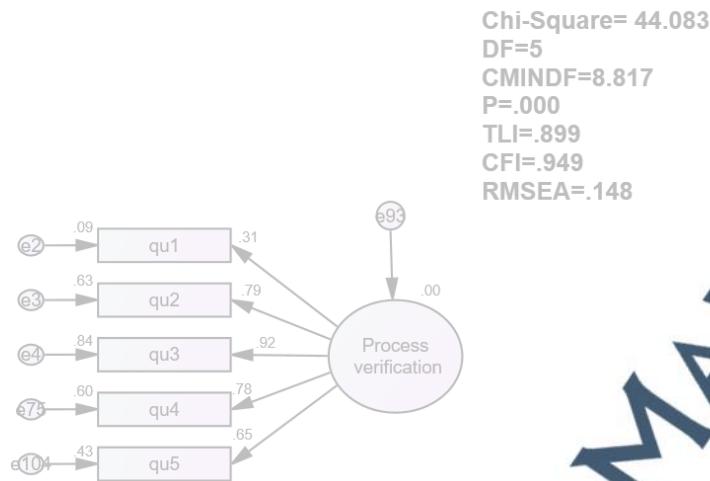 Chi-Square= 44.083
DF=5
CMINDF=8.817
P=.000
TLI=.899
CFI=.949
RMSEA=.148
e93
.00
.09
e2
qu1
.31
.63
e3
qu2
.79
.84
e4
qu3
.92
Process
verification
.60
e75
qu4
.78
.43
e104
qu5
.65
MA